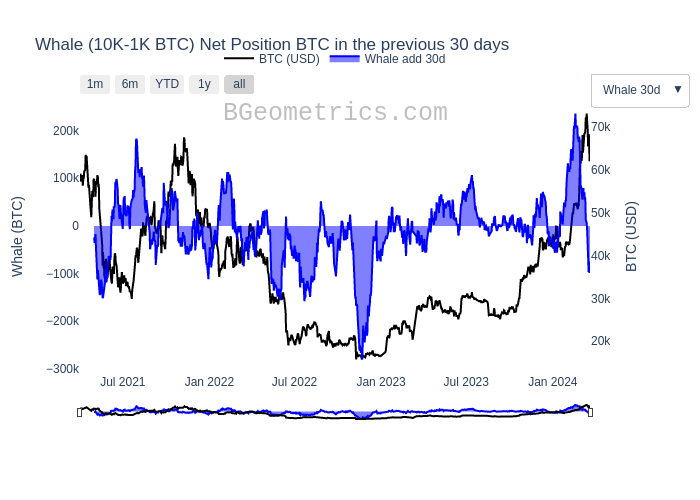 Whale (10K-1K BTC) Net Position BTC in the previous 30 days
BTC (USD) Whale add 30d
1m 6m YTD 1y all
Whale 30d ▼
BGeometrics.com
200k
100k
0
−100k
−200k
−300k
Whale (BTC)
70k
60k
50k
40k
30k
20k
BTC (USD)
Jul 2021 Jan 2022 Jul 2022 Jan 2023 Jul 2023 Jan 2024